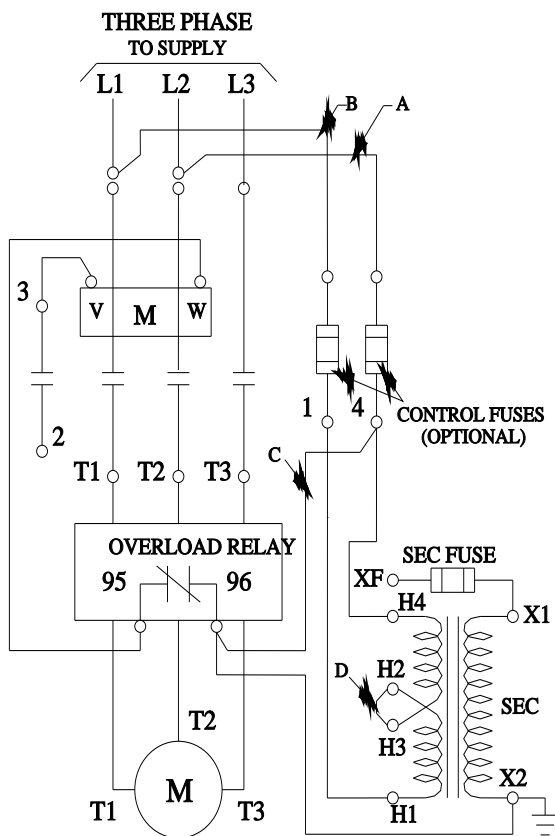 THREE PHASE
TO SUPPLY
L1 L2 L3
B A
3
V M W
2
1 4
CONTROL FUSES
(OPTIONAL)
C
T1 T2 T3
OVERLOAD RELAY
95 96
SEC FUSE
XF
H4 X1
D H2
SEC
H3
T2
X2
M
T1 T3 H1